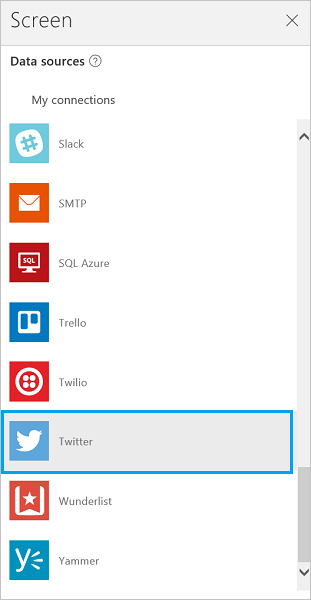 Screen
Data sources ?
My connections
Slack
SMTP
SQL
SQL Azure
Trello
Twilio
Twitter
Wunderlist
Yammer